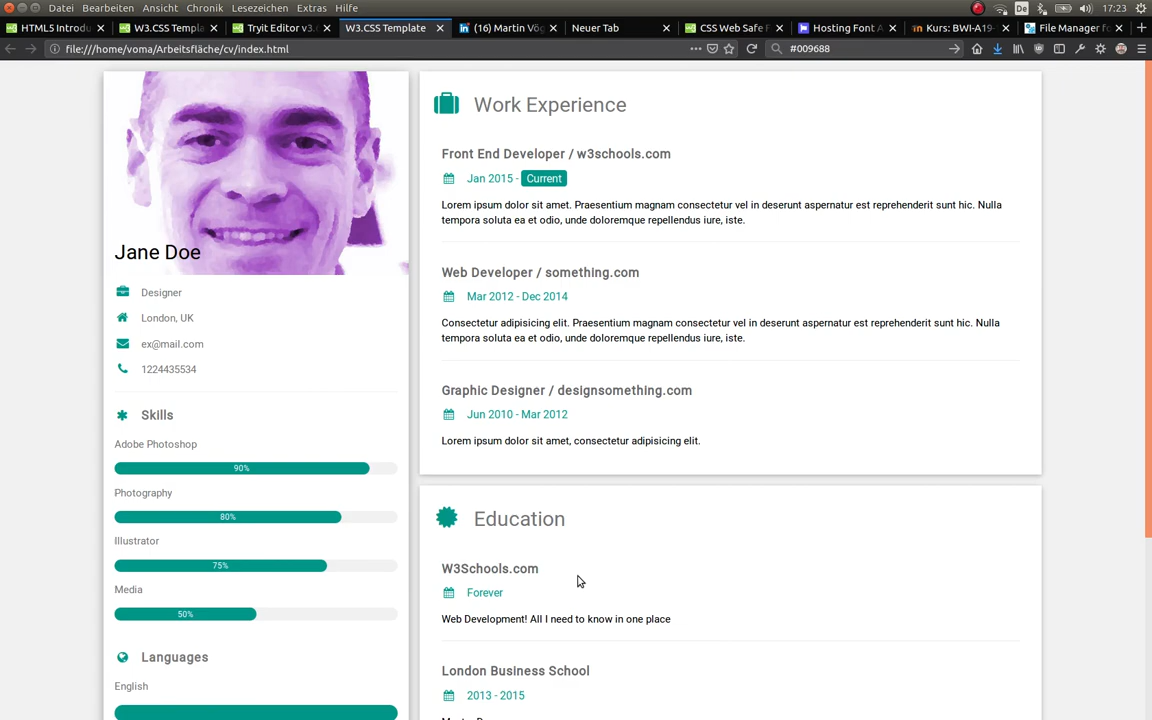 Datei Bearbeiten Ansicht Chronik Lesezeichen Extras Hilfe
De 17:23
HTML5 Introdu
W3.CSS Templa
Tryit Editor v3.
W3.CSS Template
(16) Martin Vög
Neuer Tab
CSS Web Safe F
Hosting Font A
Kurs: BWI-A19-
File Manager fo
file:///home/voma/Arbeitsfläche/cv/index.html
#009688
Jane Doe
Designer
London, UK
ex@mail.com
1224435534
Skills
Adobe Photoshop
90%
Photography
80%
Illustrator
75%
Media
50%
Languages
English
Work Experience
Front End Developer / w3schools.com
Jan 2015 - Current
Lorem ipsum dolor sit amet. Praesentium magnam consectetur vel in deserunt aspernatur est reprehenderit sunt hic. Nulla
tempora soluta ea et odio, unde doloremque repellendus iure, iste.
Web Developer / something.com
Mar 2012 - Dec 2014
Consectetur adipisicing elit. Praesentium magnam consectetur vel in deserunt aspernatur est reprehenderit sunt hic. Nulla
tempora soluta ea et odio, unde doloremque repellendus iure, iste.
Graphic Designer / designsomething.com
Jun 2010 - Mar 2012
Lorem ipsum dolor sit amet, consectetur adipisicing elit.
Education
W3Schools.com
Forever
Web Development! All I need to know in one place
London Business School
2013 - 2015